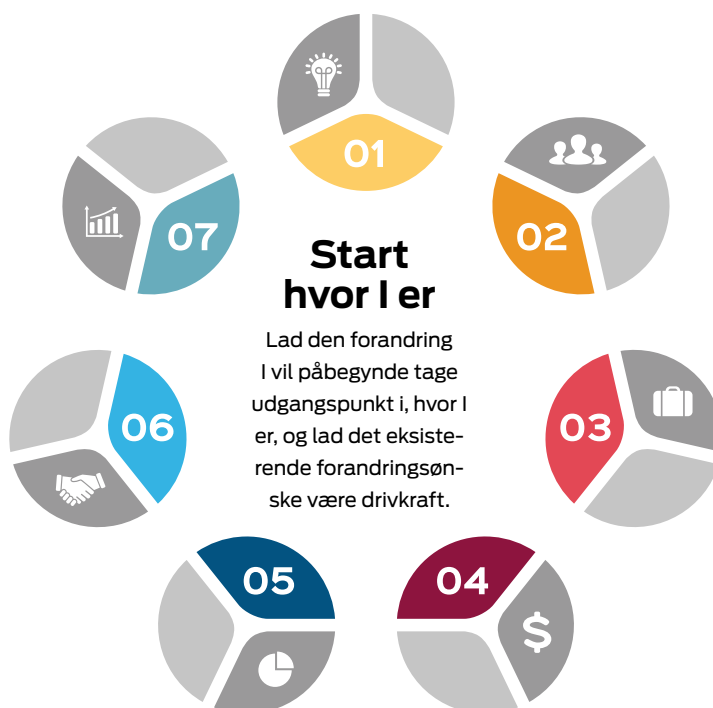 01
02
03
04
05
06
07
Start
hvor I er
Lad den forandring
I vil påbegynde tage
udgangspunkt i, hvor I
er, og lad det eksiste-
rende forandringsøn-
ske være drivkraft.
$